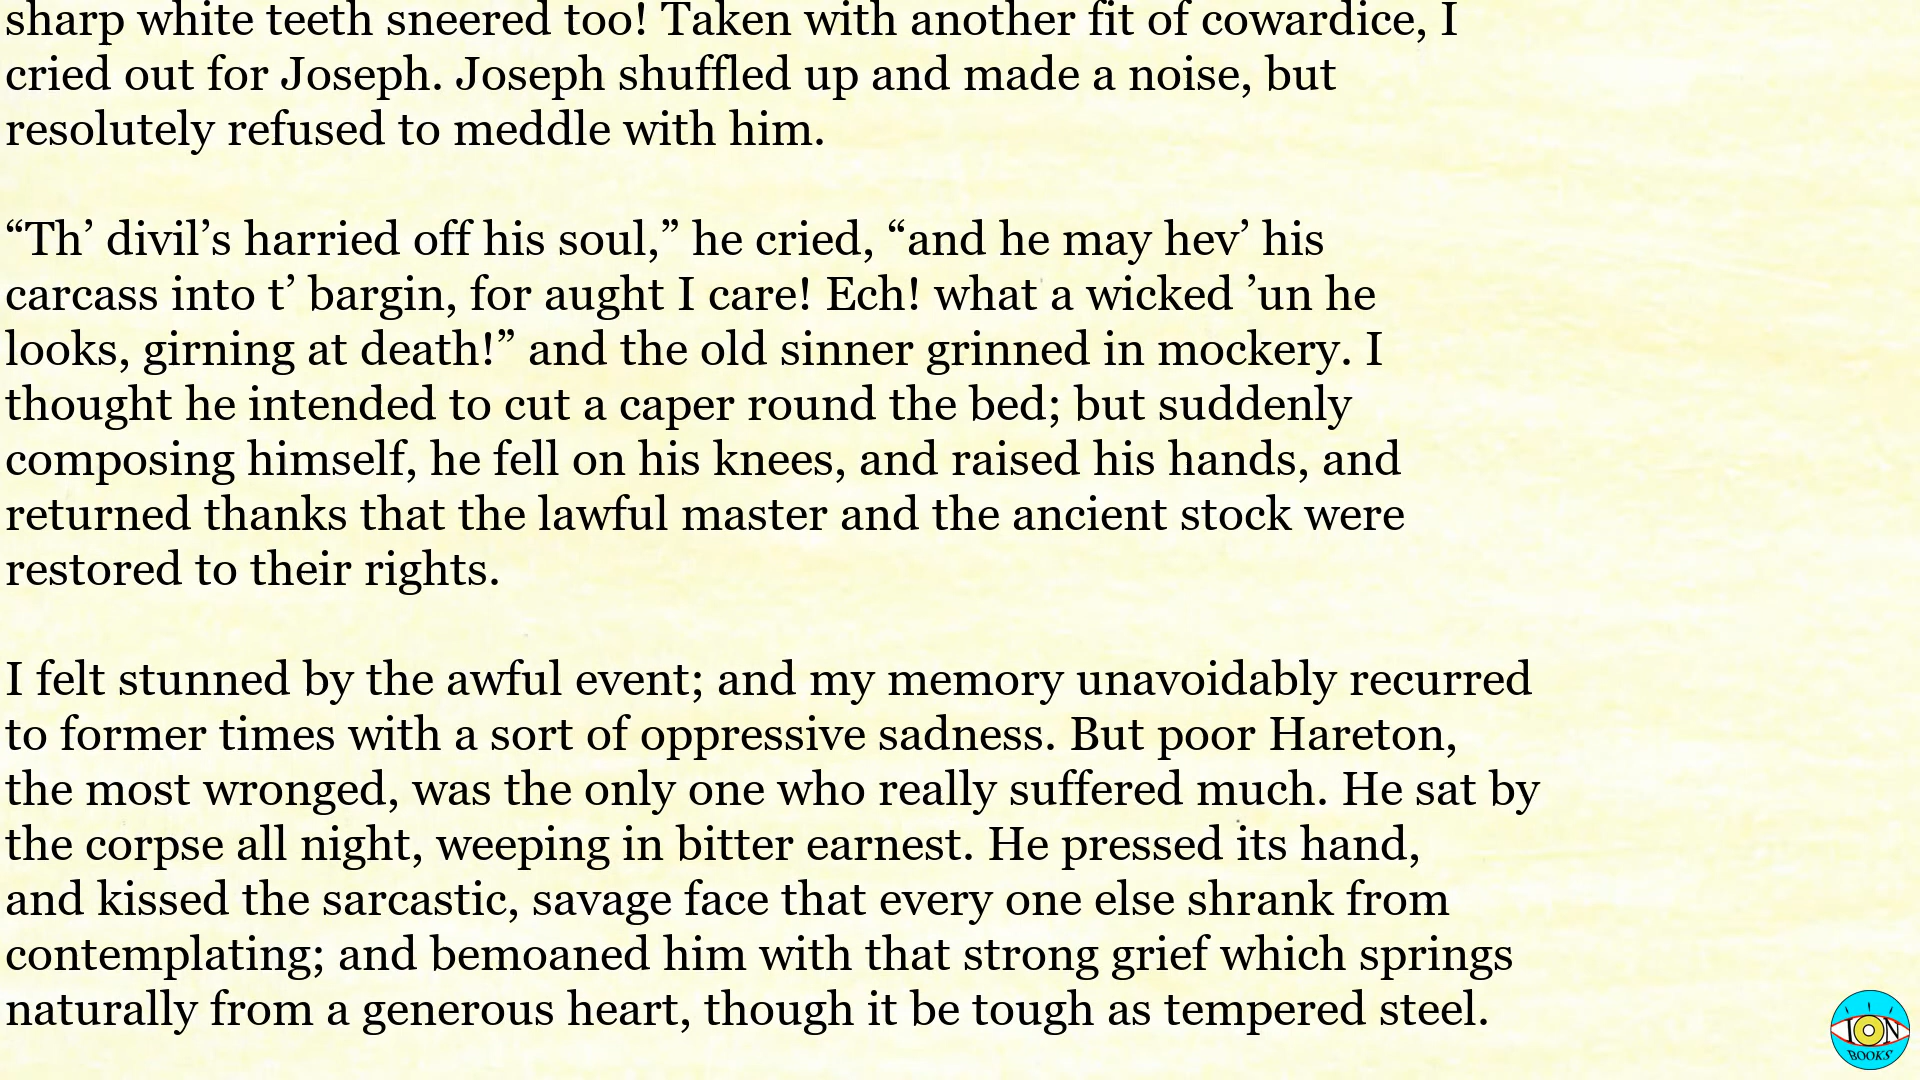 sharp white teeth sneered too! Taken with another fit of cowardice, I
cried out for Joseph. Joseph shuffled up and made a noise, but
resolutely refused to meddle with him.
“Th’ divil’s harried off his soul,” he cried, “and he may hev’ his
carcass into t’ bargin, for aught I care! Ech! what a wicked ’un he
looks, girning at death!” and the old sinner grinned in mockery. I
thought he intended to cut a caper round the bed; but suddenly
composing himself, he fell on his knees, and raised his hands, and
returned thanks that the lawful master and the ancient stock were
restored to their rights.
I felt stunned by the awful event; and my memory unavoidably recurred
to former times with a sort of oppressive sadness. But poor Hareton,
the most wronged, was the only one who really suffered much. He sat by
the corpse all night, weeping in bitter earnest. He pressed its hand,
and kissed the sarcastic, savage face that every one else shrank from
contemplating; and bemoaned him with that strong grief which springs
naturally from a generous heart, though it be tough as tempered steel.
ION
BOOKS